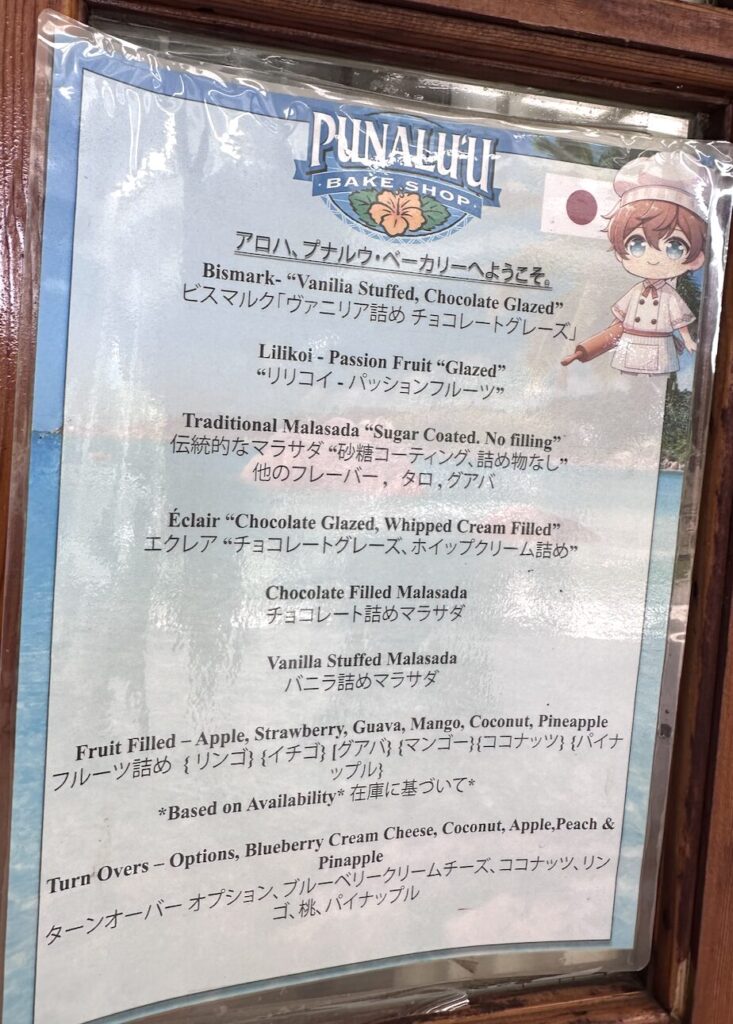 PUNALU'U
· BAKE SHOP ·
アロハ、プナルウ・ベーカリーへようこそ。
Bismark- “Vanilia Stuffed, Chocolate Glazed”
ビスマルク「ヴァニリア詰め チョコレートグレーズ」
Lilikoi - Passion Fruit “Glazed”
“リリコイ - パッションフルーツ”
Traditional Malasada “Sugar Coated. No filling”
伝統的なマラサダ “砂糖コーティング、詰め物なし”
他のフレーバー , タロ , グアバ
Éclair “Chocolate Glazed, Whipped Cream Filled”
エクレア “チョコレートグレーズ、ホイップクリーム詰め”
Chocolate Filled Malasada
チョコレート詰めマラサダ
Vanilla Stuffed Malasada
バニラ詰めマラサダ
Fruit Filled – Apple, Strawberry, Guava, Mango, Coconut, Pineapple
フルーツ詰め { リンゴ} {イチゴ} [グアバ} {マンゴー}{ココナッツ} {パイナ
ップル}
*Based on Availability* 在庫に基づいて*
Turn Overs – Options, Blueberry Cream Cheese, Coconut, Apple,Peach &
Pinapple
ターンオーバー オプション、ブルーベリークリームチーズ、ココナッツ、リン
ゴ、桃、パイナップル